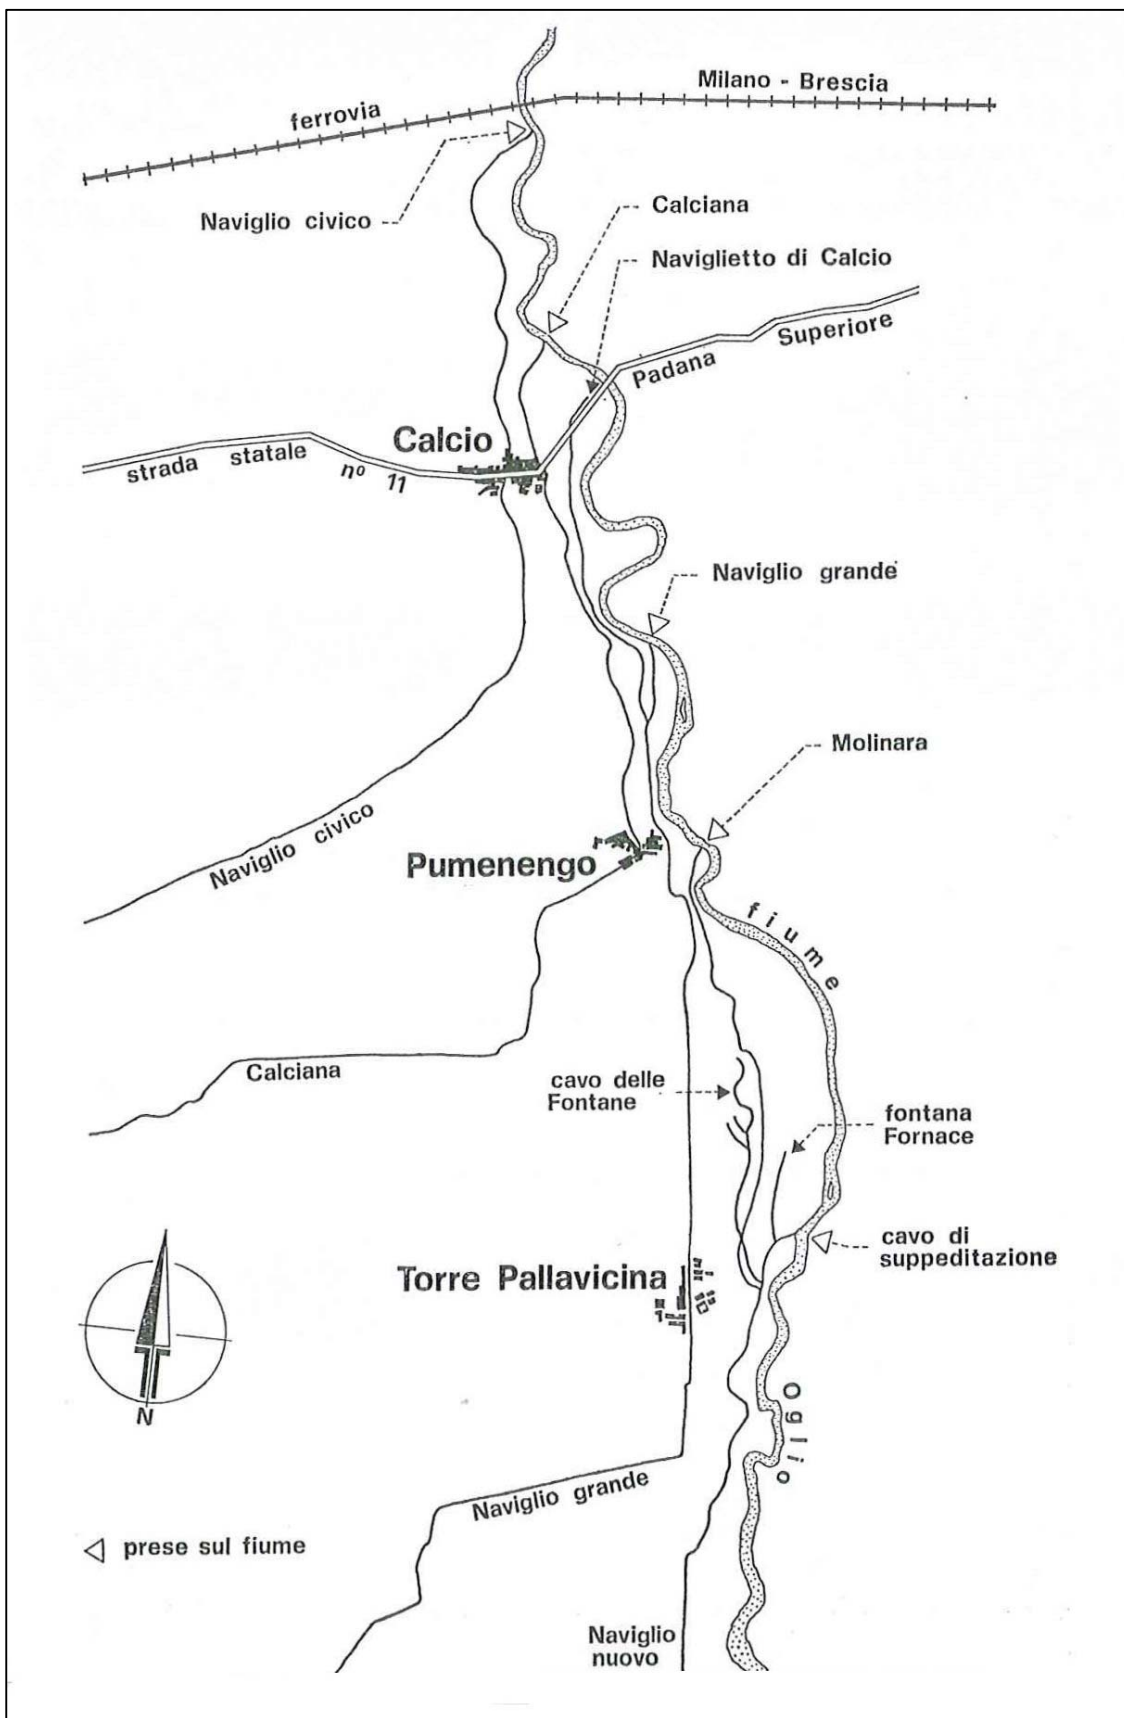 Milano - Brescia
ferrovia
Naviglio civico
Calciana
Naviglietto di Calcio
Padana Superiore
Calcio
strada statale nº 11
Naviglio grande
Molinara
Naviglio civico
Pumenengo
fiume
Calciana
cavo delle
Fontane
fontana
Fornace
cavo di
suppeditazione
Torre Pallavicina
N
Oglio
Naviglio grande
prese sul fiume
Naviglio
nuovo